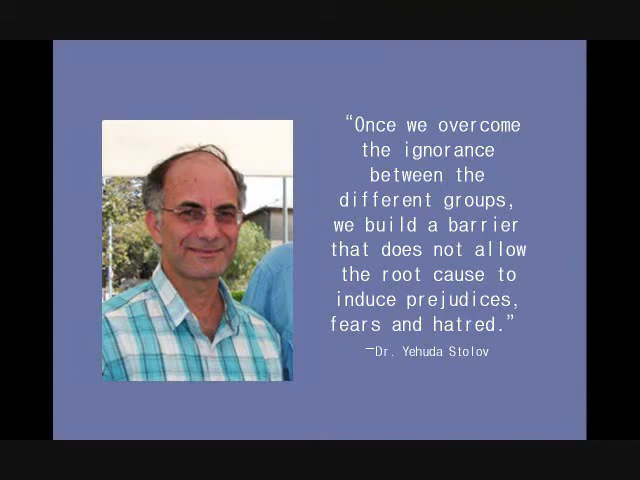 “Once we overcome
the ignorance
between the
different groups,
we build a barrier
that does not allow
the root cause to
induce prejudices,
fears and hatred.”
—Dr. Yehuda Stolov